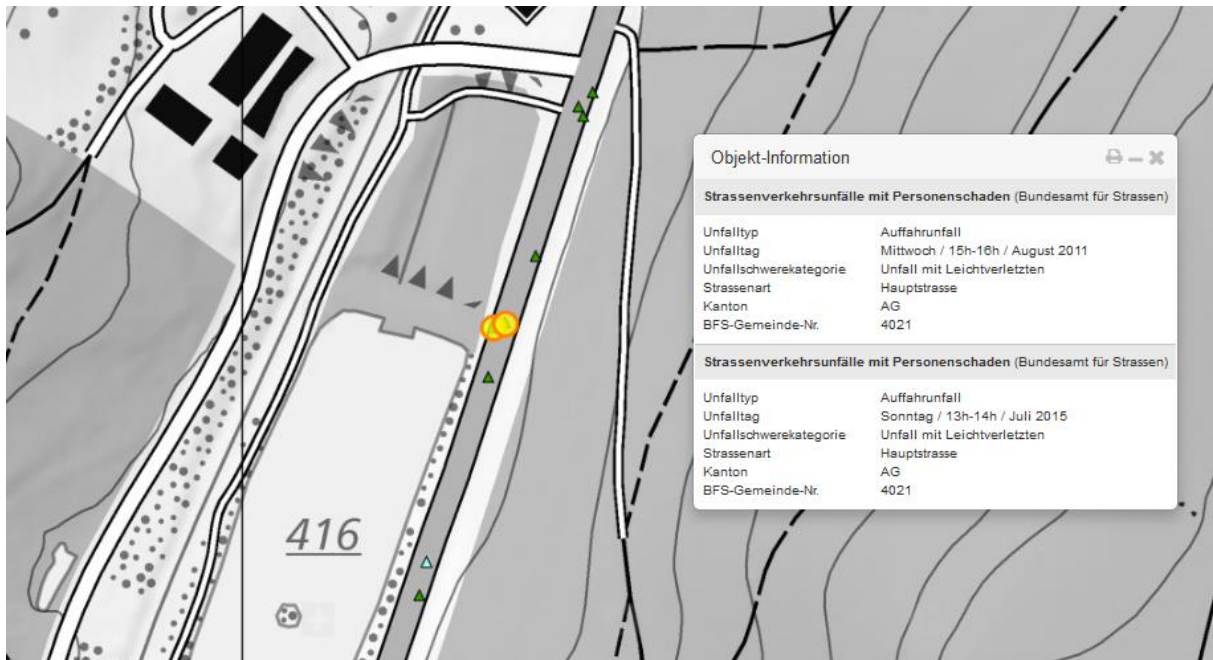 Objekt-Information
Strassenverkehrsunfälle mit Personenschaden (Bundesamt für Strassen)
Unfalltyp Auffahrunfall
Unfalltag Mittwoch / 15h-16h / August 2011
Unfallschwerekategorie Unfall mit Leichtverletzten
Strassenart Hauptstrasse
Kanton AG
BFS-Gemeinde-Nr. 4021
Strassenverkehrsunfälle mit Personenschaden (Bundesamt für Strassen)
Unfalltyp Auffahrunfall
Unfalltag Sonntag / 13h-14h / Juli 2015
Unfallschwerekategorie Unfall mit Leichtverletzten
Strassenart Hauptstrasse
Kanton AG
BFS-Gemeinde-Nr. 4021
416